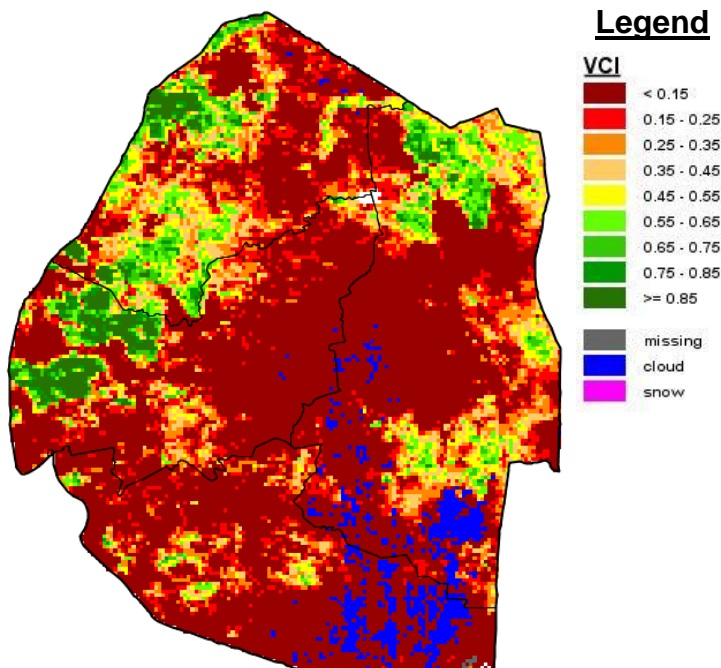 Legend
VCI
< 0.15
0.15 - 0.25
0.25 - 0.35
0.35 - 0.45
0.45 - 0.55
0.55 - 0.65
0.65 - 0.75
0.75 - 0.85
>= 0.85
missing
cloud
snow